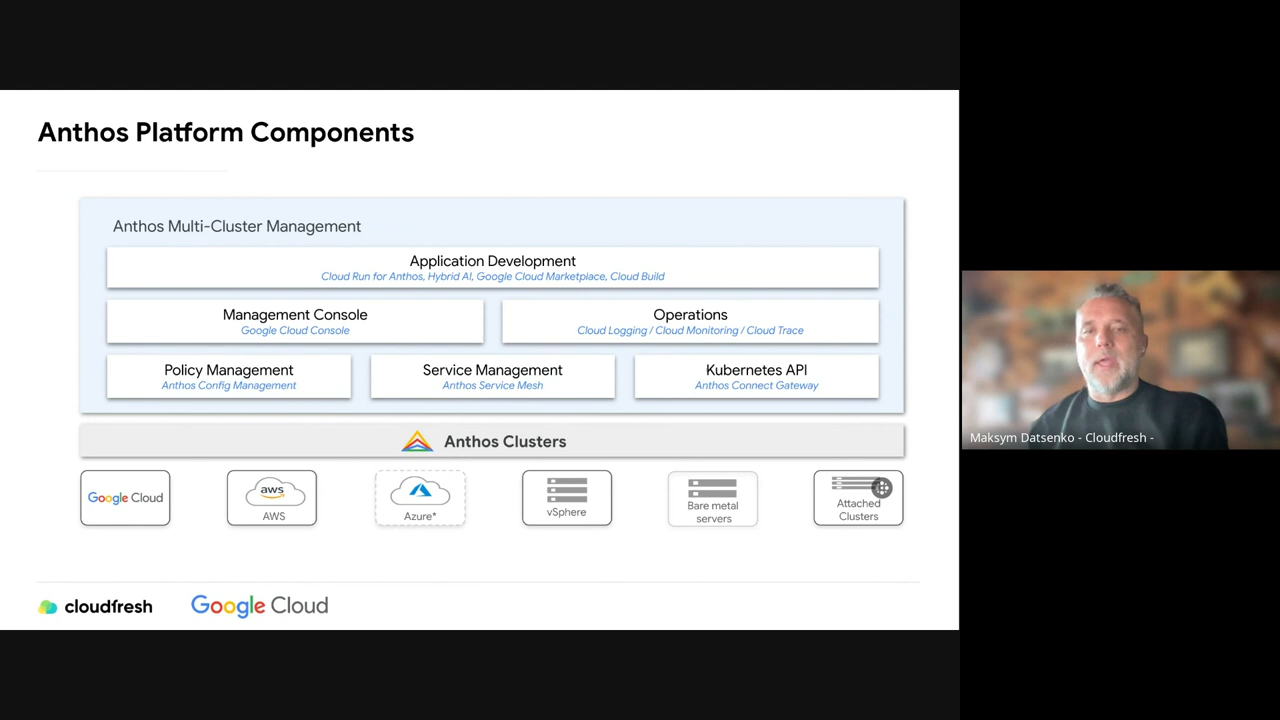 Anthos Platform Components
Anthos Multi-Cluster Management
Application Development
Cloud Run for Anthos, Hybrid AI, Google Cloud Marketplace, Cloud Build
Management Console
Google Cloud Console
Operations
Cloud Logging / Cloud Monitoring / Cloud Trace
Policy Management
Anthos Config Management
Service Management
Anthos Service Mesh
Kubernetes API
Anthos Connect Gateway
Anthos Clusters
Google Cloud
aws
AWS
Azure*
vSphere
Bare metal
servers
Attached
Clusters
cloudfresh
Google Cloud
Maksym Datsenko - Cloudfresh -